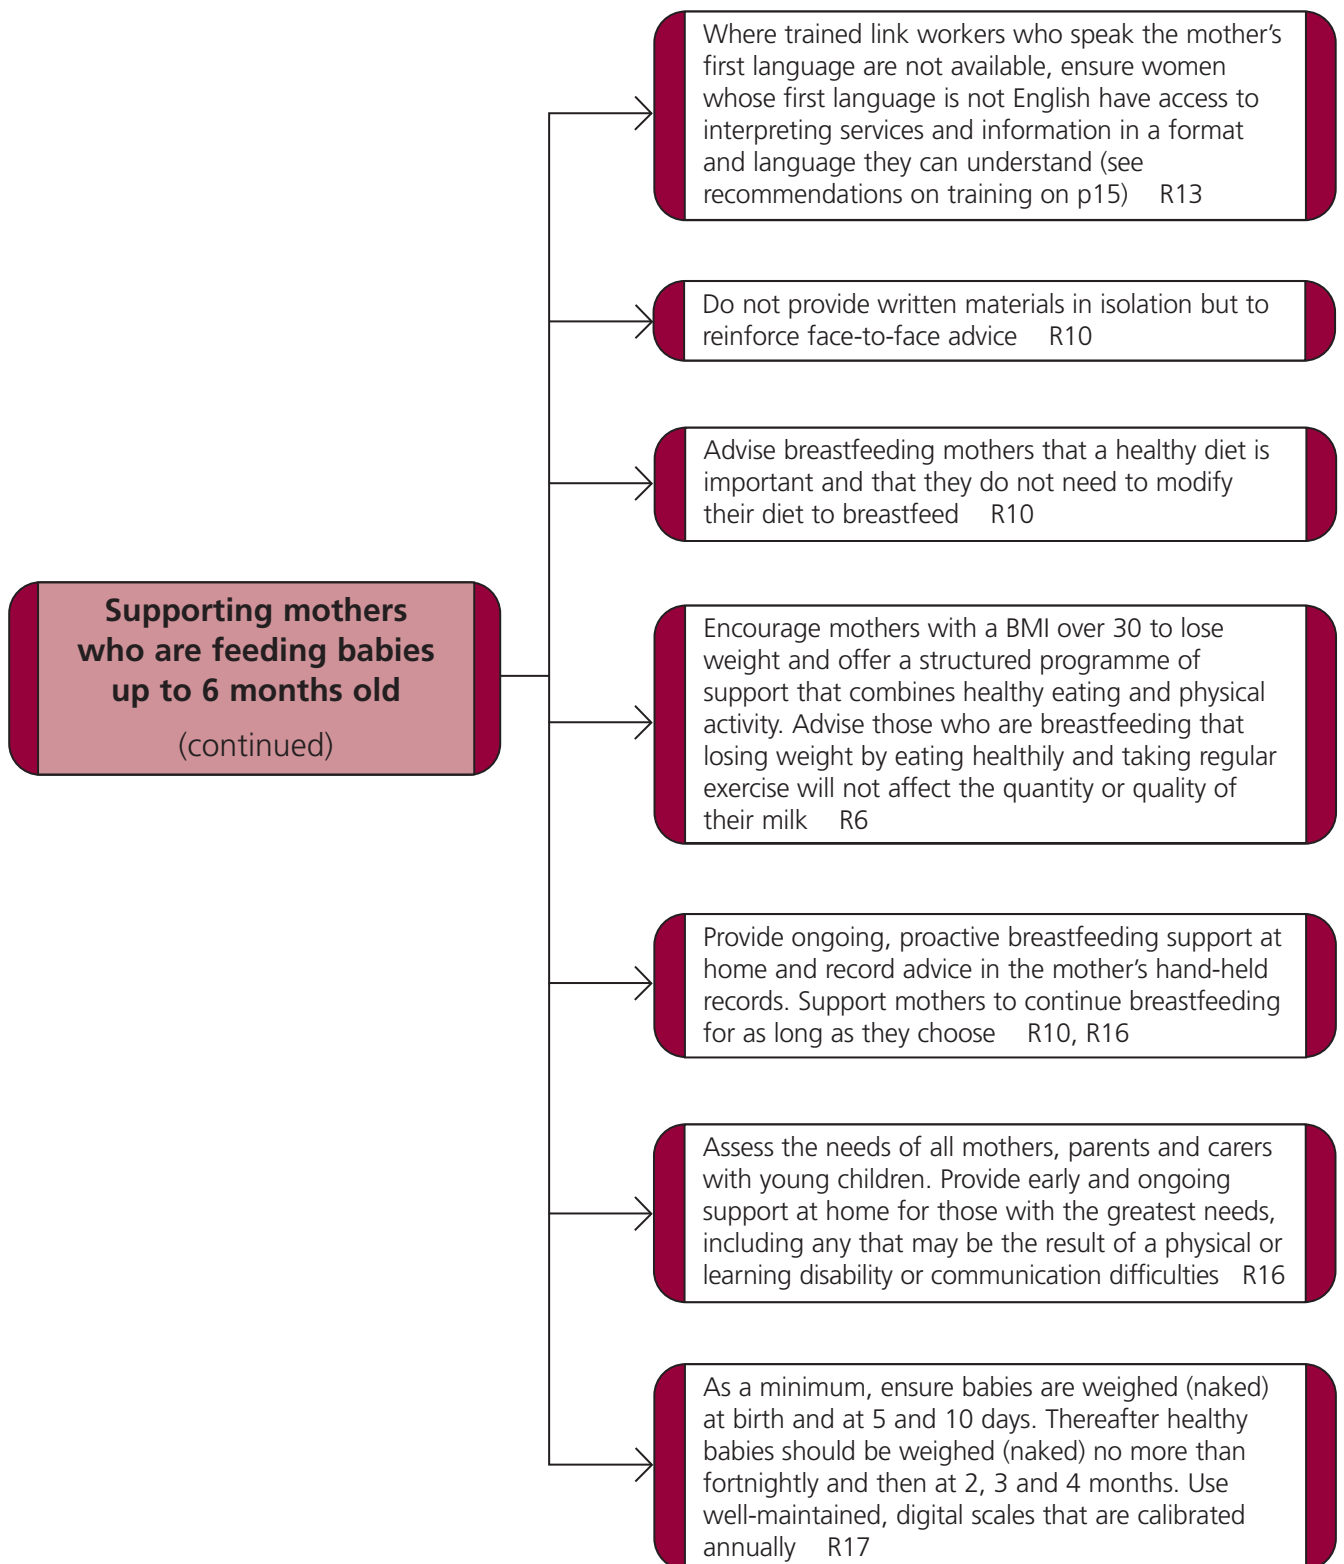 Where trained link workers who speak the mother’s
first language are not available, ensure women
whose first language is not English have access to
interpreting services and information in a format
and language they can understand (see
recommendations on training on p15) R13
Do not provide written materials in isolation but to
reinforce face-to-face advice R10
Advise breastfeeding mothers that a healthy diet is
important and that they do not need to modify
their diet to breastfeed R10
Supporting mothers
who are feeding babies
up to 6 months old
(continued)
Encourage mothers with a BMI over 30 to lose
weight and offer a structured programme of
support that combines healthy eating and physical
activity. Advise those who are breastfeeding that
losing weight by eating healthily and taking regular
exercise will not affect the quantity or quality of
their milk R6
Provide ongoing, proactive breastfeeding support at
home and record advice in the mother’s hand-held
records. Support mothers to continue breastfeeding
for as long as they choose R10, R16
Assess the needs of all mothers, parents and carers
with young children. Provide early and ongoing
support at home for those with the greatest needs,
including any that may be the result of a physical or
learning disability or communication difficulties R16
As a minimum, ensure babies are weighed (naked)
at birth and at 5 and 10 days. Thereafter healthy
babies should be weighed (naked) no more than
fortnightly and then at 2, 3 and 4 months. Use
well-maintained, digital scales that are calibrated
annually R17